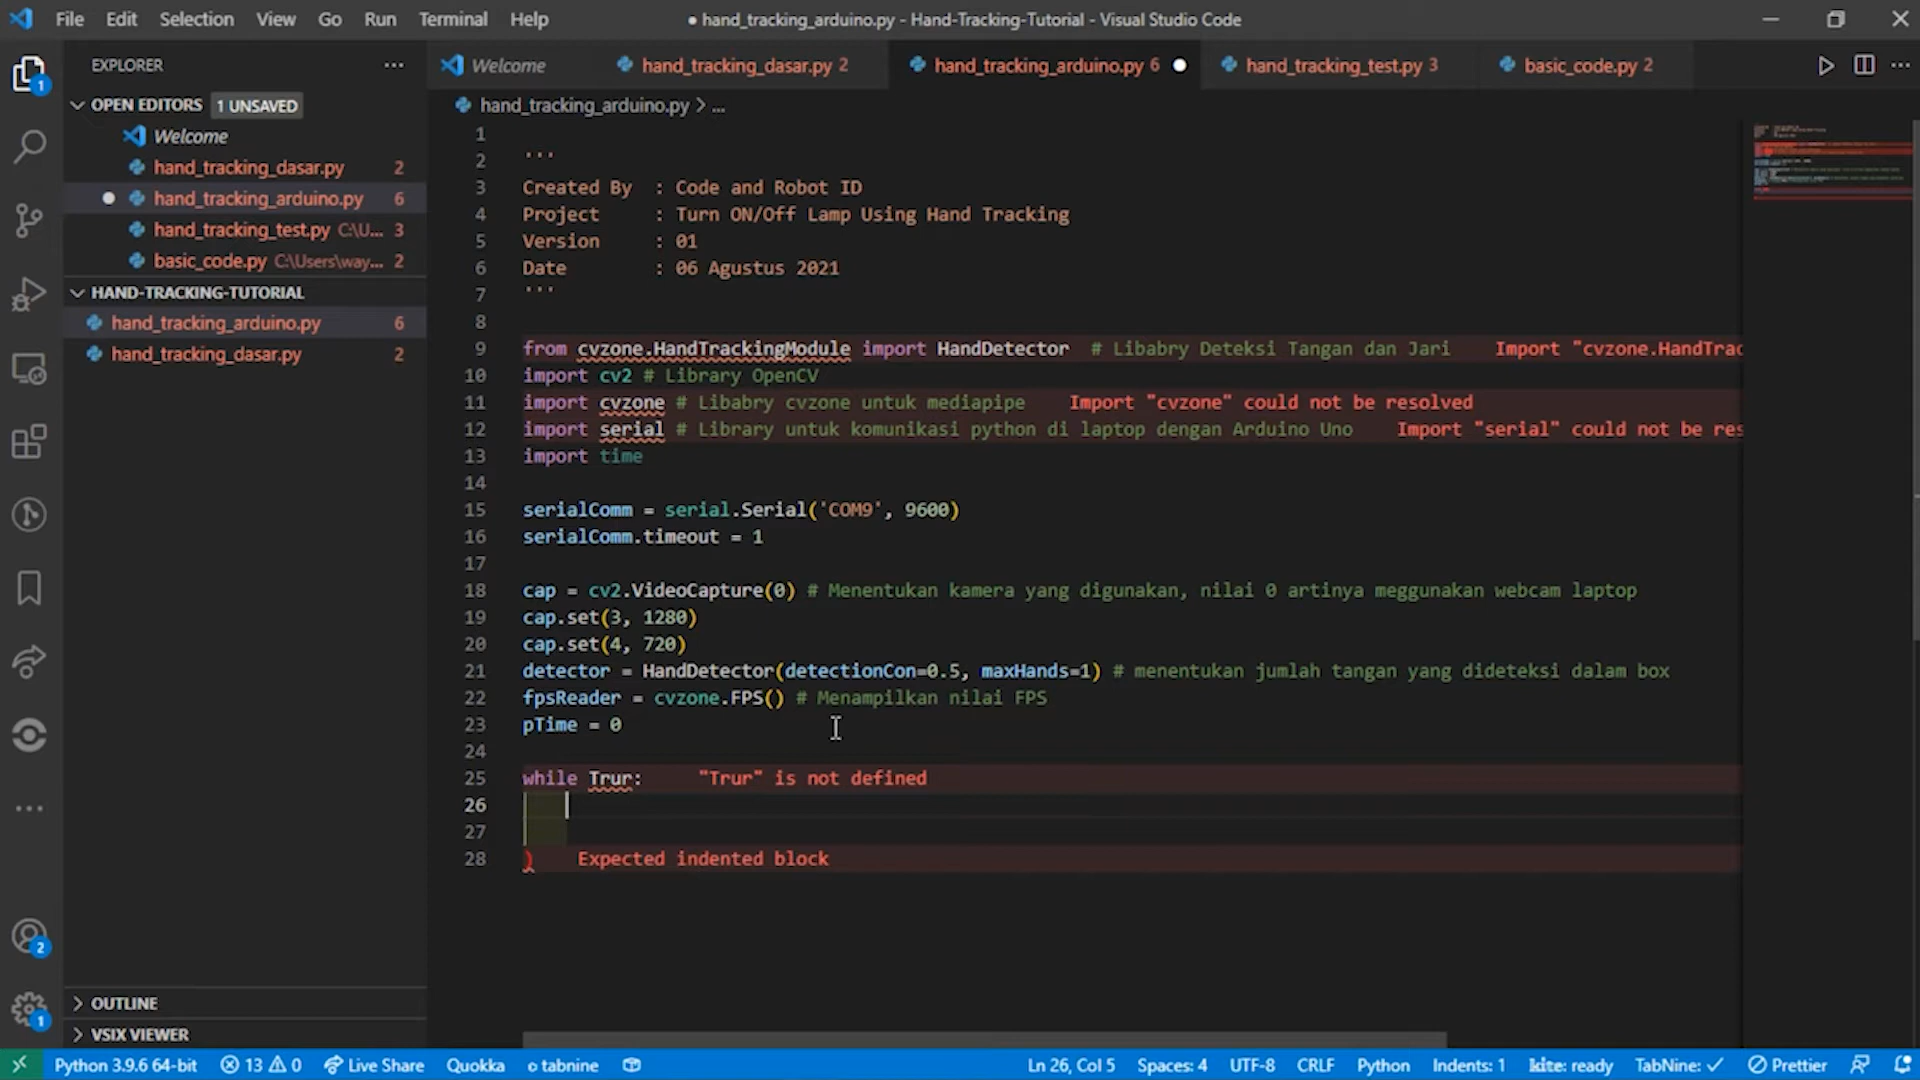 File Edit Selection View Go Run Terminal Help
● hand_tracking_arduino.py - Hand-Tracking-Tutorial - Visual Studio Code
EXPLORER ...
Welcome
hand_tracking_dasar.py 2
hand_tracking_arduino.py 6
hand_tracking_test.py 3
basic_code.py 2
OPEN EDITORS 1 UNSAVED
Welcome
hand_tracking_dasar.py 2
hand_tracking_arduino.py 6
hand_tracking_test.py C:\U... 3
basic_code.py C:\Users\way... 2
HAND-TRACKING-TUTORIAL
hand_tracking_arduino.py 6
hand_tracking_dasar.py 2
OUTLINE
VSIX VIEWER
1
2
1
hand_tracking_arduino.py > ...
1
2 '''
3 Created By : Code and Robot ID
4 Project : Turn ON/Off Lamp Using Hand Tracking
5 Version : 01
6 Date : 06 Agustus 2021
7 '''
8
9 from cvzone.HandTrackingModule import HandDetector # Libabry Deteksi Tangan dan Jari Import "cvzone.HandTrac
10 import cv2 # Library OpenCV
11 import cvzone # Libabry cvzone untuk mediapipe Import "cvzone" could not be resolved
12 import serial # Library untuk komunikasi python di laptop dengan Arduino Uno Import "serial" could not be res
13 import time
14
15 serialComm = serial.Serial('COM9', 9600)
16 serialComm.timeout = 1
17
18 cap = cv2.VideoCapture(0) # Menentukan kamera yang digunakan, nilai 0 artinya meggunakan webcam laptop
19 cap.set(3, 1280)
20 cap.set(4, 720)
21 detector = HandDetector(detectionCon=0.5, maxHands=1) # menentukan jumlah tangan yang dideteksi dalam box
22 fpsReader = cvzone.FPS() # Menampilkan nilai FPS
23 pTime = 0
24
25 while Trur: "Trur" is not defined
26
27
28 ) Expected indented block
Python 3.9.6 64-bit 13 0 Live Share Quokka tabnine Ln 26, Col 5 Spaces: 4 UTF-8 CRLF Python Indents: 1 kite: ready TabNine: ✓ Prettier